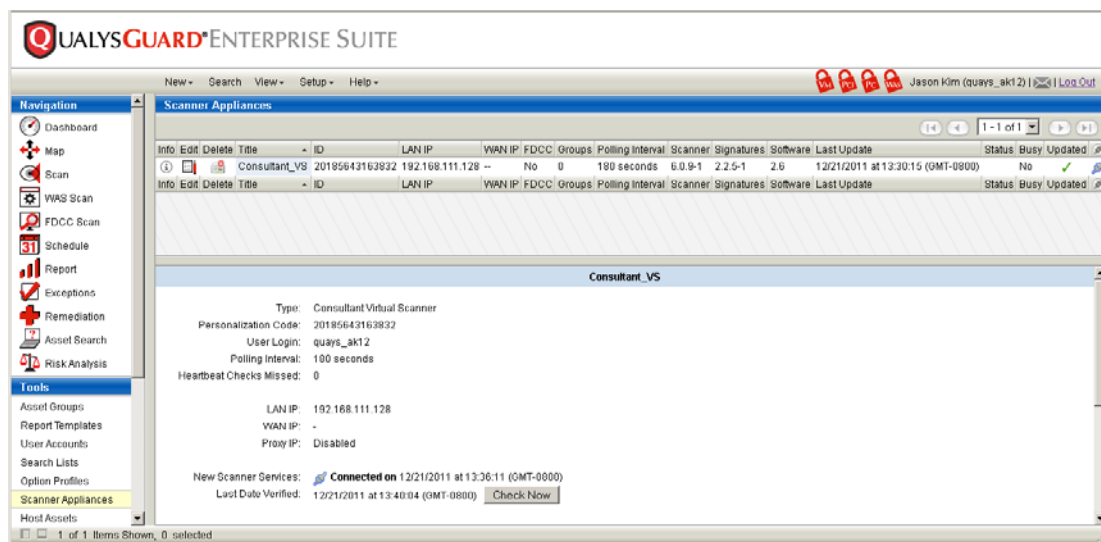 QUALYSGUARD® ENTERPRISE SUITE
New Search View Setup Help
VM PCI PC WAS Jason Kim (quays_ak12) | | Log Out
Navigation
Dashboard
Map
Scan
WAS Scan
FDCC Scan
31 Schedule
Report
Exceptions
Remediation
Asset Search
Risk Analysis
Tools
Asset Groups
Report Templates
User Accounts
Search Lists
Option Profiles
Scanner Appliances
Host Assets
Scanner Appliances
1 - 1 of 1
Info Edit Delete Title ID LAN IP WAN IP FDCC Groups Polling Interval Scanner Signatures Software Last Update Status Busy Updated
Consultant_VS 20185643163832 192.168.111.128 -- No 0 180 seconds 6.0.9-1 2.2.5-1 2.6 12/21/2011 at 13:30:15 (GMT-0800) No
Info Edit Delete Title ID LAN IP WAN IP FDCC Groups Polling Interval Scanner Signatures Software Last Update Status Busy Updated
Consultant_VS
Type: Consultant Virtual Scanner
Personalization Code: 20185643163832
User Login: quays_ak12
Polling Interval: 180 seconds
Heartbeat Checks Missed: 0
LAN IP: 192.168.111.128
WAN IP: -
Proxy IP: Disabled
New Scanner Services: Connected on 12/21/2011 at 13:36:11 (GMT-0800)
Last Date Verified: 12/21/2011 at 13:40:04 (GMT-0800) Check Now
1 of 1 Items Shown, 0 selected